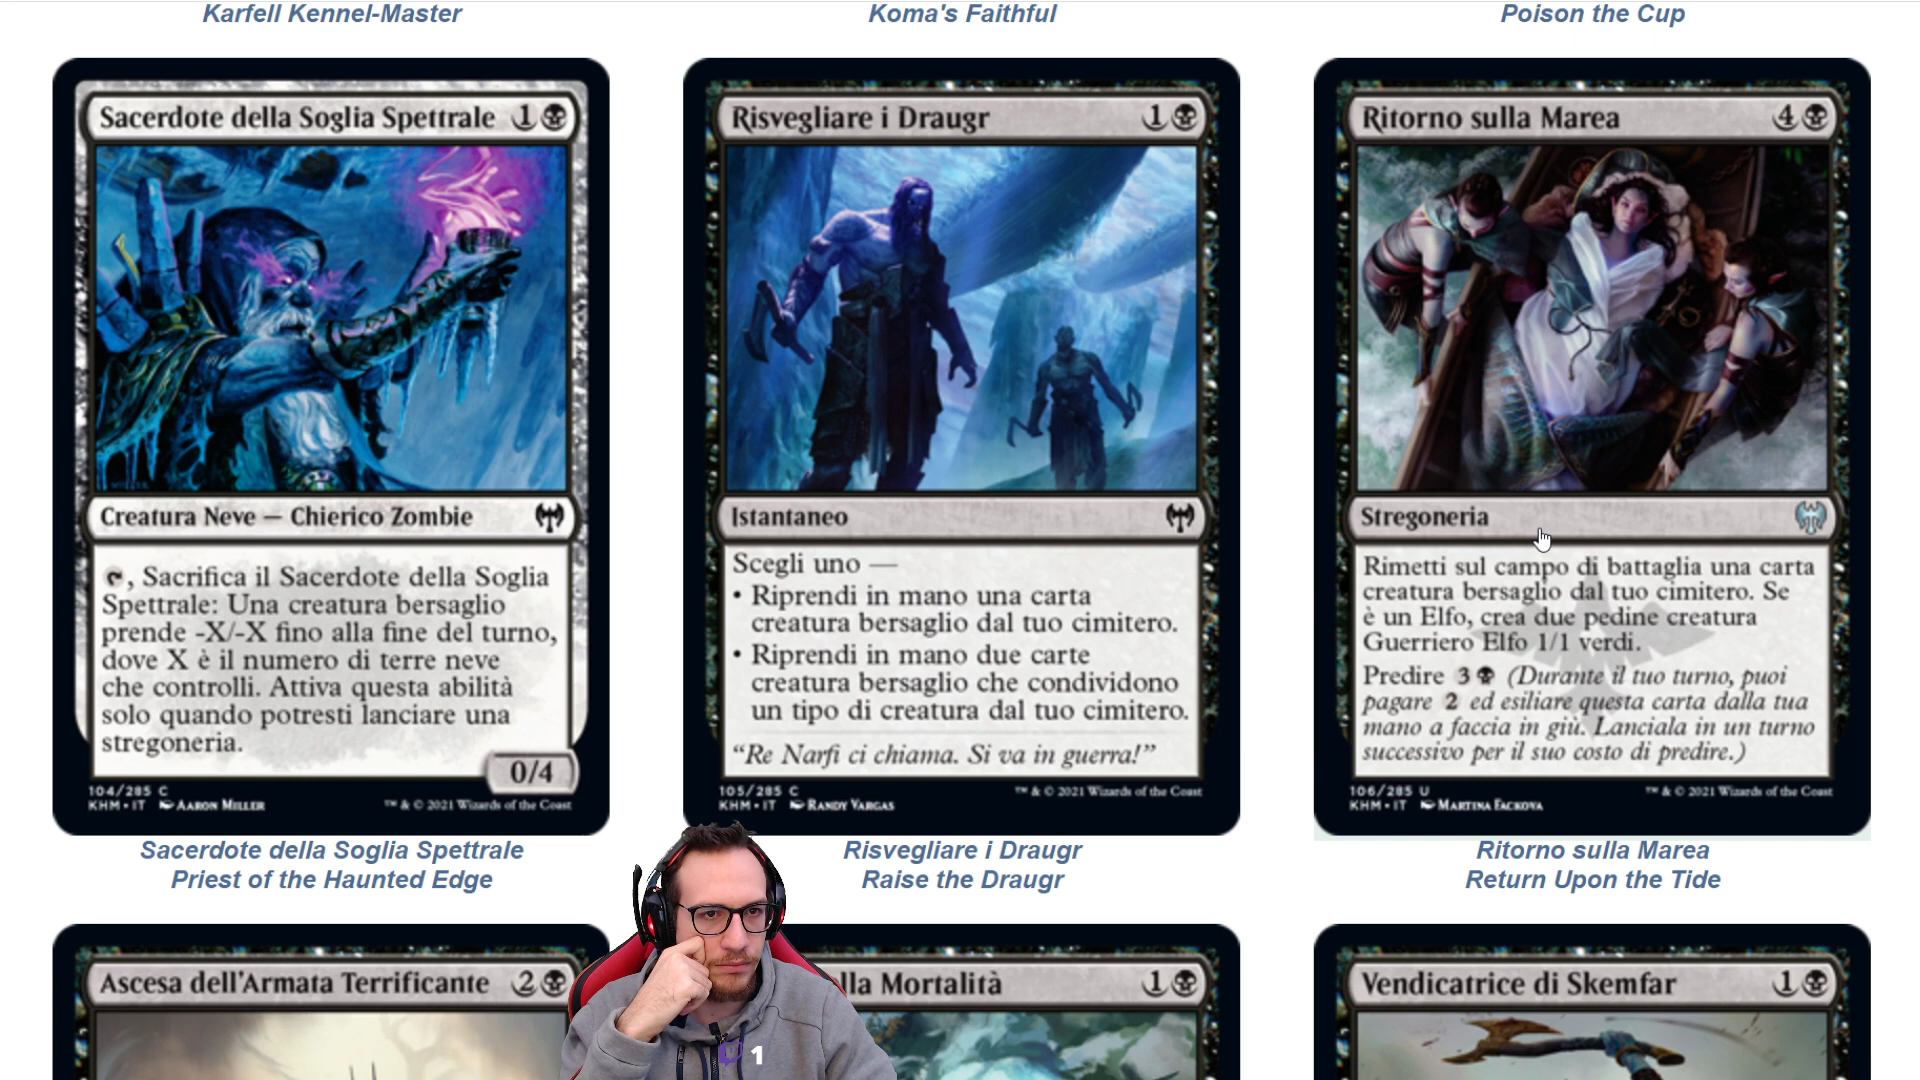 Karfell Kennel-Master
Koma's Faithful
Poison the Cup
Sacerdote della Soglia Spettrale 1
Creatura Neve — Chierico Zombie
, Sacrifica il Sacerdote della Soglia
Spettrale: Una creatura bersaglio
prende -X/-X fino alla fine del turno,
dove X è il numero di terre neve
che controlli. Attiva questa abilità
solo quando potresti lanciare una
stregoneria.
0/4
104/285 C
KHM • IT Aaron Miller
™ & © 2021 Wizards of the Coast
Sacerdote della Soglia Spettrale
Priest of the Haunted Edge
Risvegliare i Draugr 1
Istantaneo
Scegli uno —
• Riprendi in mano una carta
creatura bersaglio dal tuo cimitero.
• Riprendi in mano due carte
creatura bersaglio che condividono
un tipo di creatura dal tuo cimitero.
“Re Narfi ci chiama. Si va in guerra!”
105/285 C
KHM • IT Randy Vargas
™ & © 2021 Wizards of the Coast
Risvegliare i Draugr
Raise the Draugr
Ritorno sulla Marea 4
Stregoneria
Rimetti sul campo di battaglia una carta
creatura bersaglio dal tuo cimitero. Se
è un Elfo, crea due pedine creatura
Guerriero Elfo 1/1 verdi.
Predire 3 (Durante il tuo turno, puoi
pagare 2 ed esiliare questa carta dalla tua
mano a faccia in giù. Lanciala in un turno
successivo per il suo costo di predire.)
106/285 U
KHM • IT Martina Fackova
™ & © 2021 Wizards of the Coast
Ritorno sulla Marea
Return Upon the Tide
Ascesa dell'Armata Terrificante 2
lla Mortalità 1
Vendicatrice di Skemfar 1
1